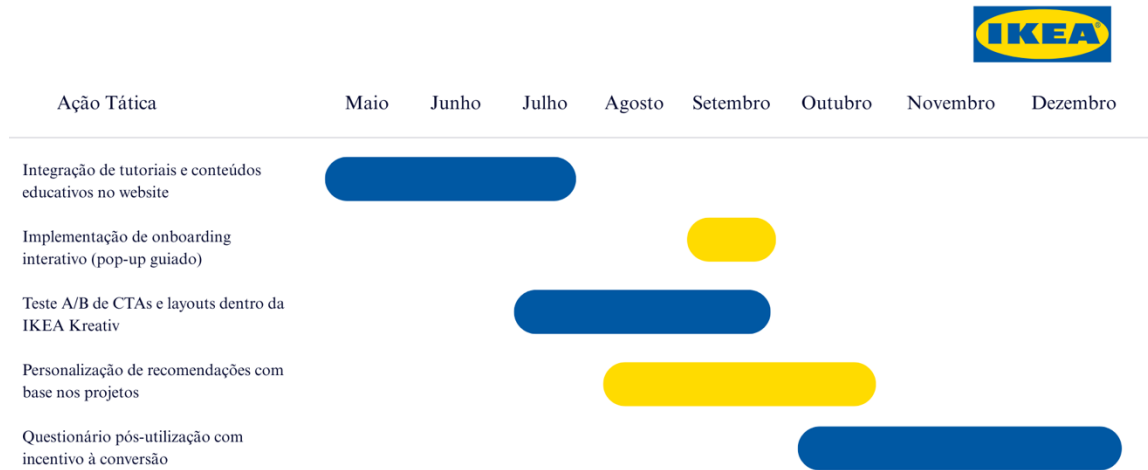 IKEA
Ação Tática Maio Junho Julho Agosto Setembro Outubro Novembro Dezembro
Integração de tutoriais e conteúdos
educativos no website
Implementação de onboarding
interativo (pop-up guiado)
Teste A/B de CTAs e layouts dentro da
IKEA Kreativ
Personalização de recomendações com
base nos projetos
Questionário pós-utilização com
incentivo à conversão